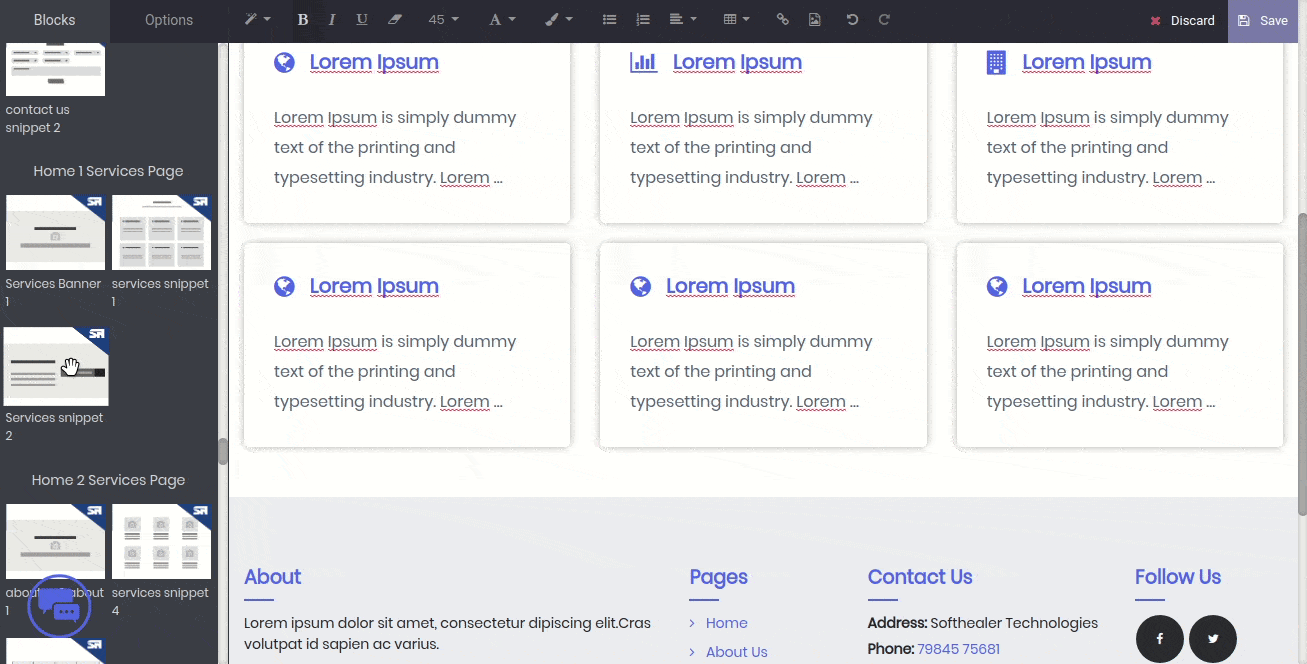 Blocks
Options
B
I
U
45
A
Discard
Save
contact us
snippet 2
Home 1 Services Page
Services Banner
1
services snippet
1
Services snippet
2
Home 2 Services Page
about
1
services snippet
4
Lorem Ipsum
Lorem Ipsum is simply dummy
text of the printing and
typesetting industry. Lorem ...
Lorem Ipsum
Lorem Ipsum is simply dummy
text of the printing and
typesetting industry. Lorem ...
Lorem Ipsum
Lorem Ipsum is simply dummy
text of the printing and
typesetting industry. Lorem ...
Lorem Ipsum
Lorem Ipsum is simply dummy
text of the printing and
typesetting industry. Lorem ...
Lorem Ipsum
Lorem Ipsum is simply dummy
text of the printing and
typesetting industry. Lorem ...
Lorem Ipsum
Lorem Ipsum is simply dummy
text of the printing and
typesetting industry. Lorem ...
About
Lorem ipsum dolor sit amet, consectetur dipiscing elit.Cras
volutpat id sapien ac varius.
Pages
Home
About Us
Contact Us
Address: Softhealer Technologies
Phone: 79845 75681
Follow Us